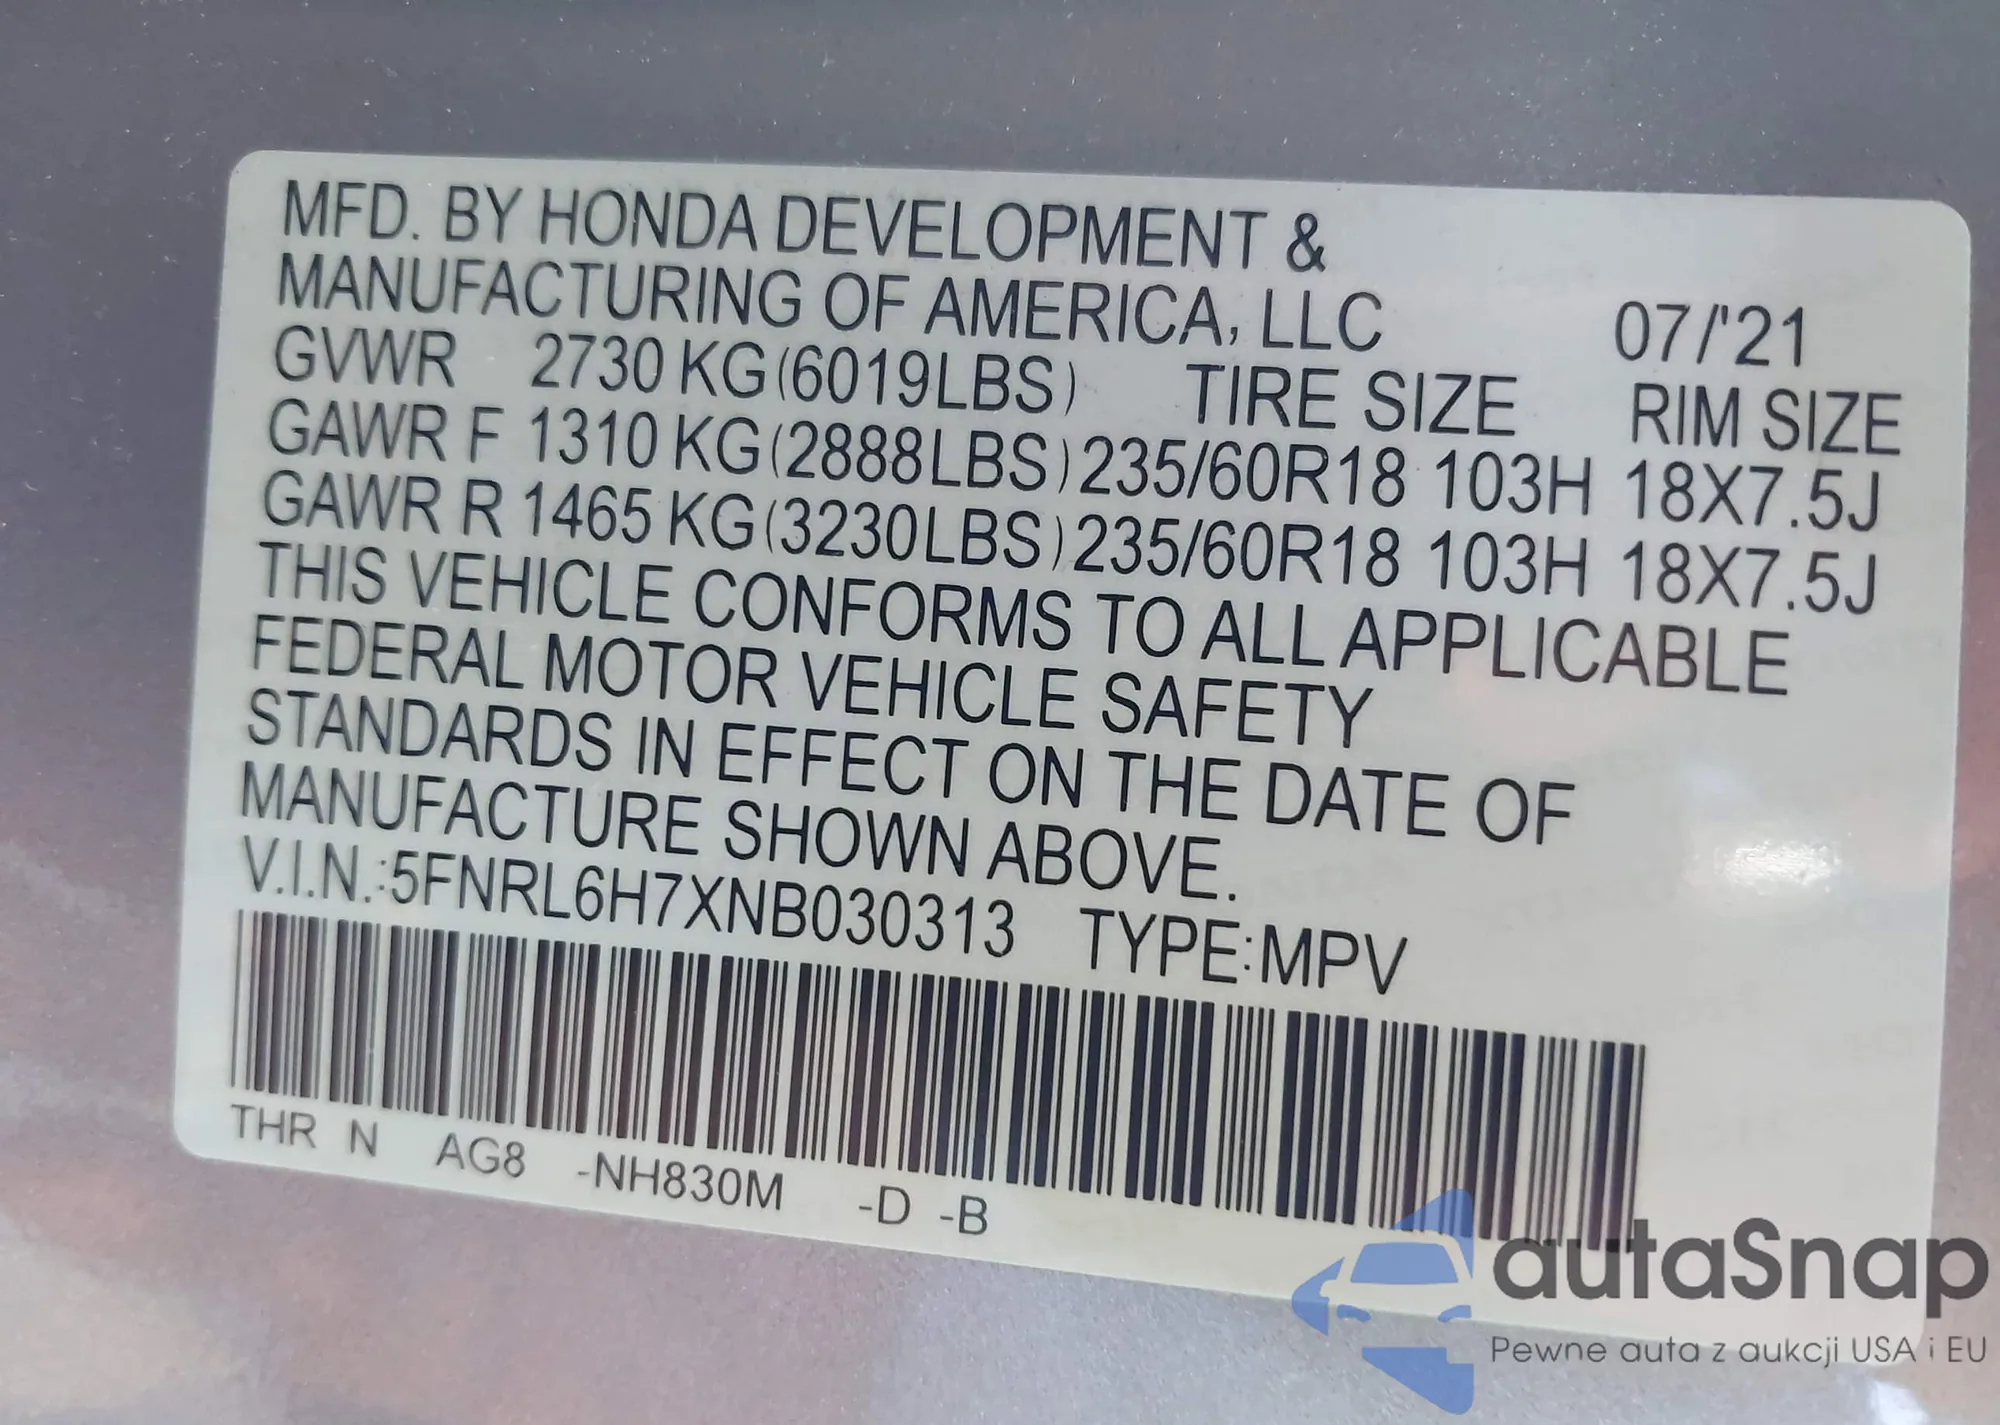 MFD. BY HONDA DEVELOPMENT &
MANUFACTURING OF AMERICA, LLC 07/'21
GVWR 2730 KG (6019LBS) TIRE SIZE RIM SIZE
GAWR F 1310 KG (2888LBS) 235/60R18 103H 18X7.5J
GAWR R 1465 KG (3230LBS) 235/60R18 103H 18X7.5J
THIS VEHICLE CONFORMS TO ALL APPLICABLE
FEDERAL MOTOR VEHICLE SAFETY
STANDARDS IN EFFECT ON THE DATE OF
MANUFACTURE SHOWN ABOVE.
V.I.N.:5FNRL6H7XNB030313 TYPE:MPV
THR N AG8 -NH830M -D -B
autaSnap
Pewne auta z aukcji USA i EU